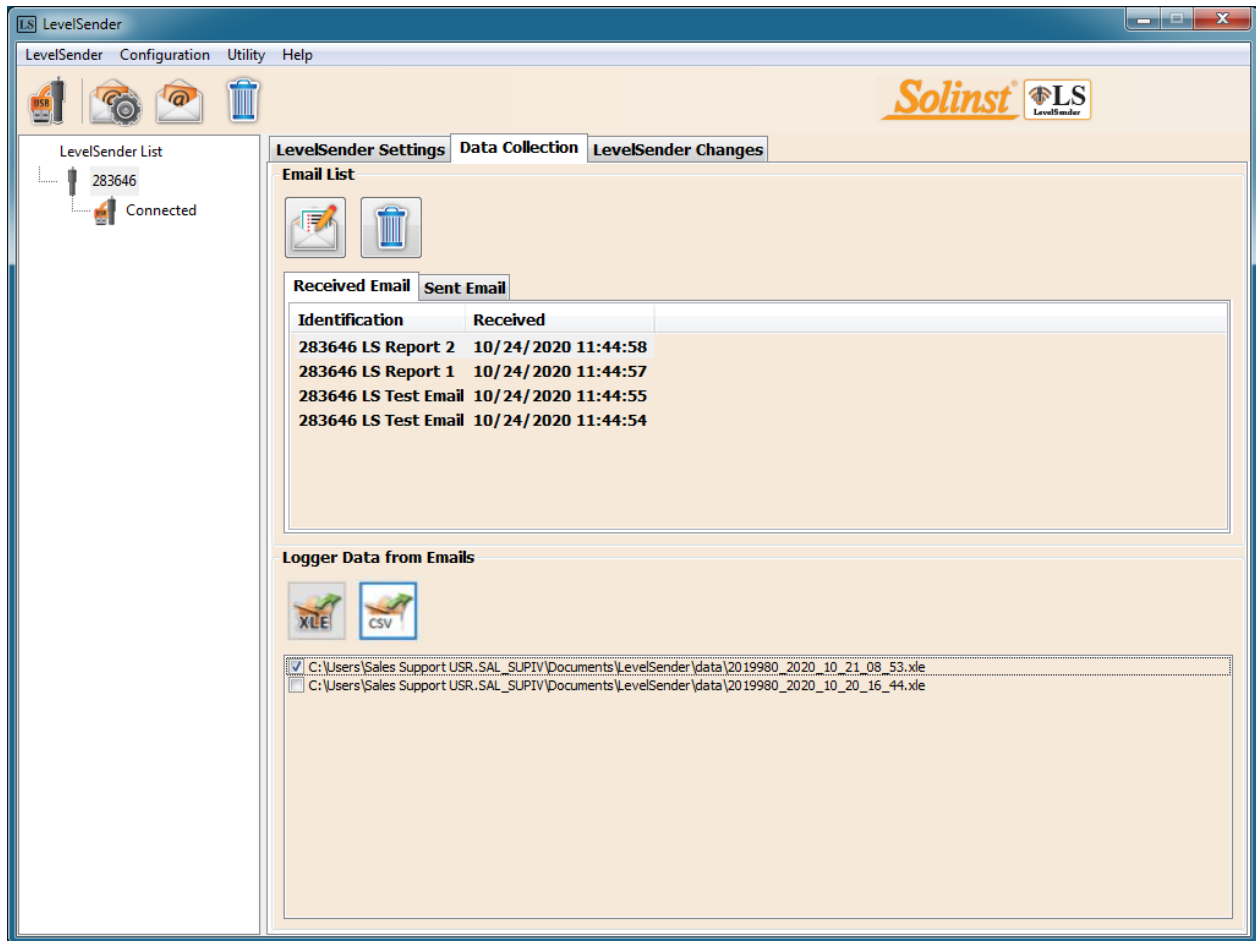 LS LevelSender
LevelSender Configuration Utility Help
USB @ Solinst LS
LevelSender
LevelSender List
283646
Connected
LevelSender Settings Data Collection LevelSender Changes
Email List
Received Email Sent Email
Identification Received
283646 LS Report 2 10/24/2020 11:44:58
283646 LS Report 1 10/24/2020 11:44:57
283646 LS Test Email 10/24/2020 11:44:55
283646 LS Test Email 10/24/2020 11:44:54
Logger Data from Emails
XLE CSV
C:\Users\Sales Support USR.SAL_SUPIV\Documents\LevelSender\data\2019980_2020_10_21_08_53.xle
C:\Users\Sales Support USR.SAL_SUPIV\Documents\LevelSender\data\2019980_2020_10_20_16_44.xle